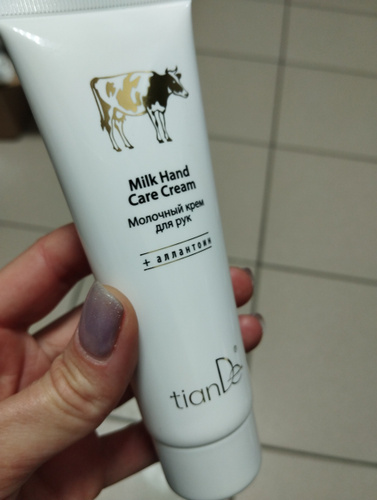 Milk Hand
Care Cream
Молочный крем
для рук
+ аллантоин
tianDe®